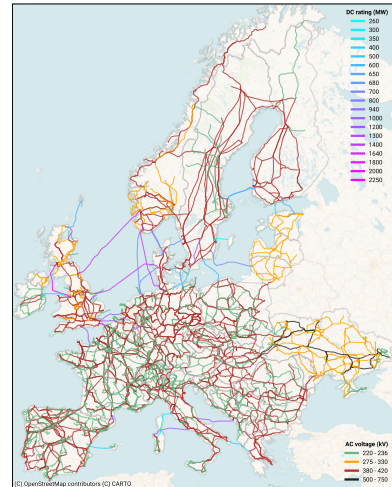 DC rating (MW)
260
300
350
400
500
600
650
680
700
800
940
1000
1200
1300
1400
1640
1800
2000
2250
AC voltage (kV)
220 - 236
275 - 330
380 - 420
500 - 750
(C) OpenStreetMap contributors (C) CARTO